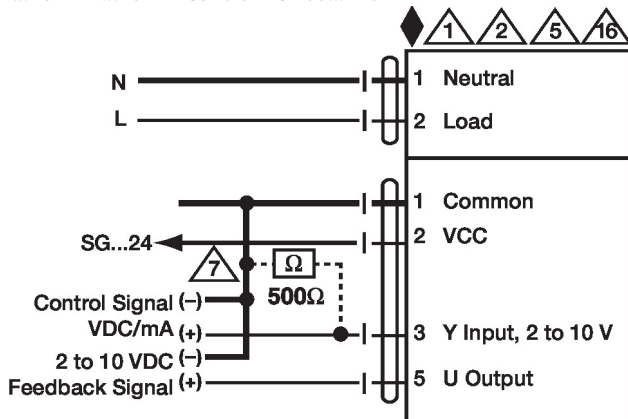 1 2 5 16
N 1 Neutral
L 2 Load
1 Common
SG...24 2 VCC
7 Ω
500Ω
Control Signal (–)
VDC/mA (+) 3 Y Input, 2 to 10 V
2 to 10 VDC (–)
Feedback Signal (+) 5 U Output